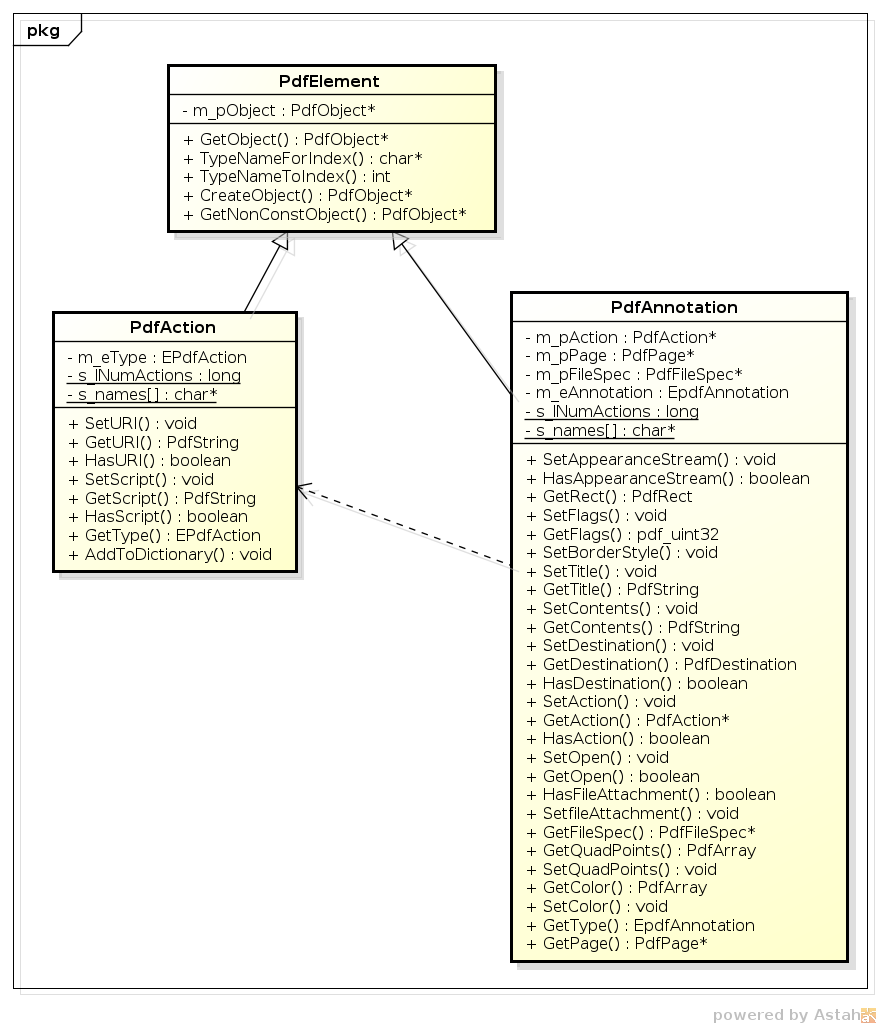 pkg
PdfElement
- m_pObject : PdfObject*
+ GetObject() : PdfObject*
+ TypeNameForIndex() : char*
+ TypeNameToIndex() : int
+ CreateObject() : PdfObject*
+ GetNonConstObject() : PdfObject*
PdfAction
- m_eType : EPdfAction
- s_lNumActions : long
- s_names[] : char*
+ SetURI() : void
+ GetURI() : PdfString
+ HasURI() : boolean
+ SetScript() : void
+ GetScript() : PdfString
+ HasScript() : boolean
+ GetType() : EPdfAction
+ AddToDictionary() : void
PdfAnnotation
- m_pAction : PdfAction*
- m_pPage : PdfPage*
- m_pFileSpec : PdfFileSpec*
- m_eAnnotation : EpdfAnnotation
- s_lNumActions : long
- s_names[] : char*
+ SetAppearanceStream() : void
+ HasAppearanceStream() : boolean
+ GetRect() : PdfRect
+ SetFlags() : void
+ GetFlags() : pdf_uint32
+ SetBorderStyle() : void
+ SetTitle() : void
+ GetTitle() : PdfString
+ SetContents() : void
+ GetContents() : PdfString
+ SetDestination() : void
+ GetDestination() : PdfDestination
+ HasDestination() : boolean
+ SetAction() : void
+ GetAction() : PdfAction*
+ HasAction() : boolean
+ SetOpen() : void
+ GetOpen() : boolean
+ HasFileAttachment() : boolean
+ SetfileAttachment() : void
+ GetFileSpec() : PdfFileSpec*
+ GetQuadPoints() : PdfArray
+ SetQuadPoints() : void
+ GetColor() : PdfArray
+ SetColor() : void
+ GetType() : EpdfAnnotation
+ GetPage() : PdfPage*
powered by Astah